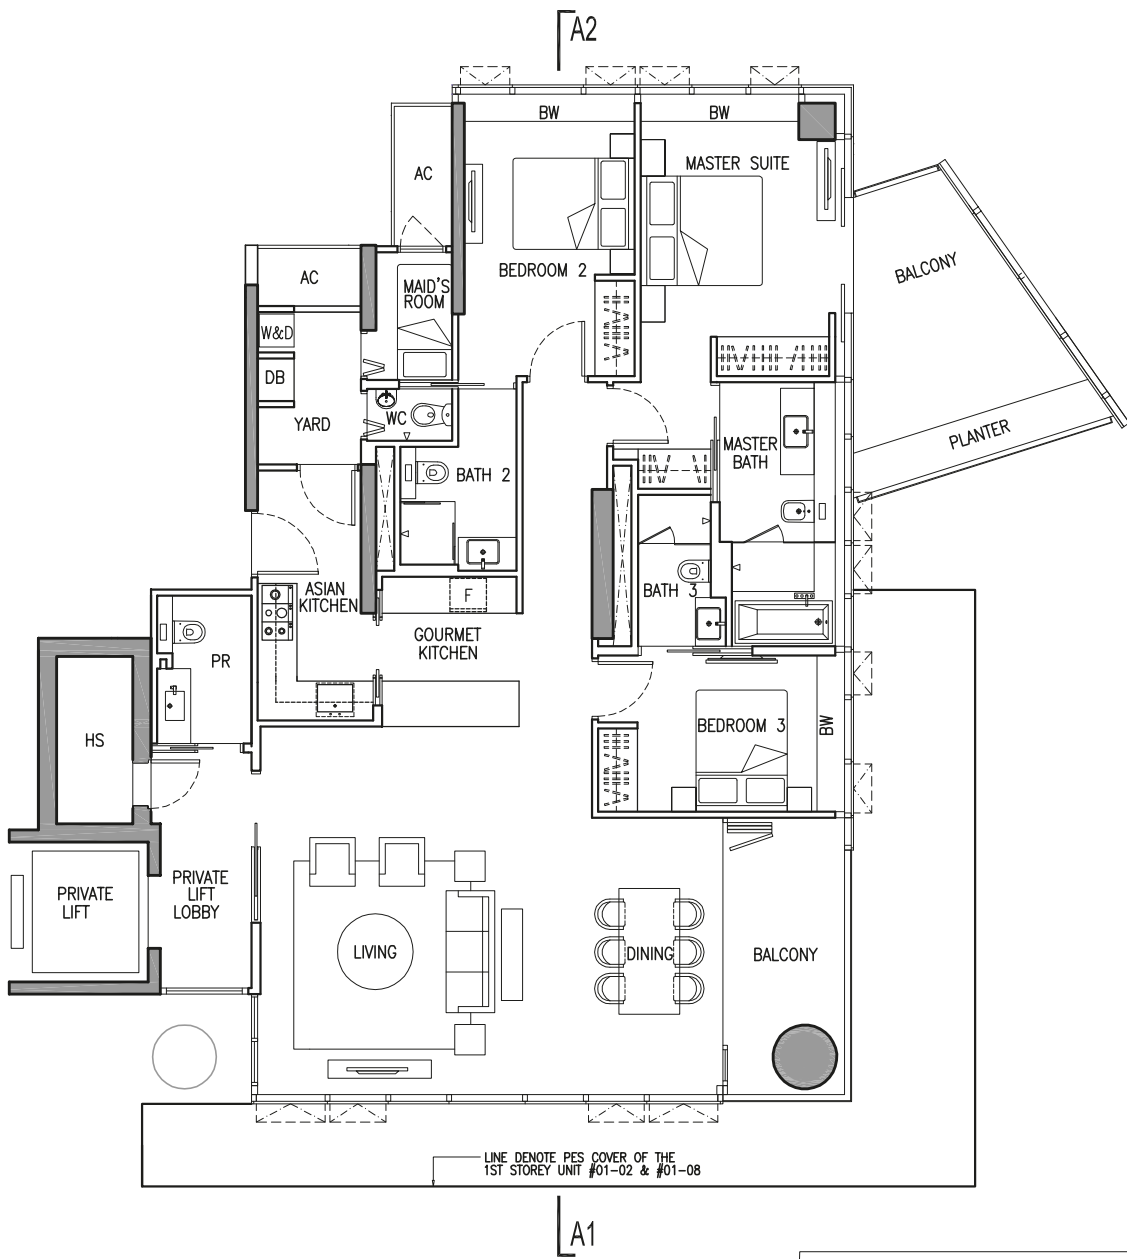 A2
BW
BW
MASTER SUITE
AC
BEDROOM 2
BALCONY
AC
MAID'S
ROOM
W&D
DB
YARD
WC
PLANTER
MASTER
BATH
BATH 2
ASIAN
KITCHEN
F
BATH 3
GOURMET
KITCHEN
PR
BEDROOM 3
BW
HS
PRIVATE
LIFT
PRIVATE
LIFT
LOBBY
LIVING
DINING
BALCONY
LINE DENOTE PES COVER OF THE
1ST STOREY UNIT #01-02 & #01-08
A1